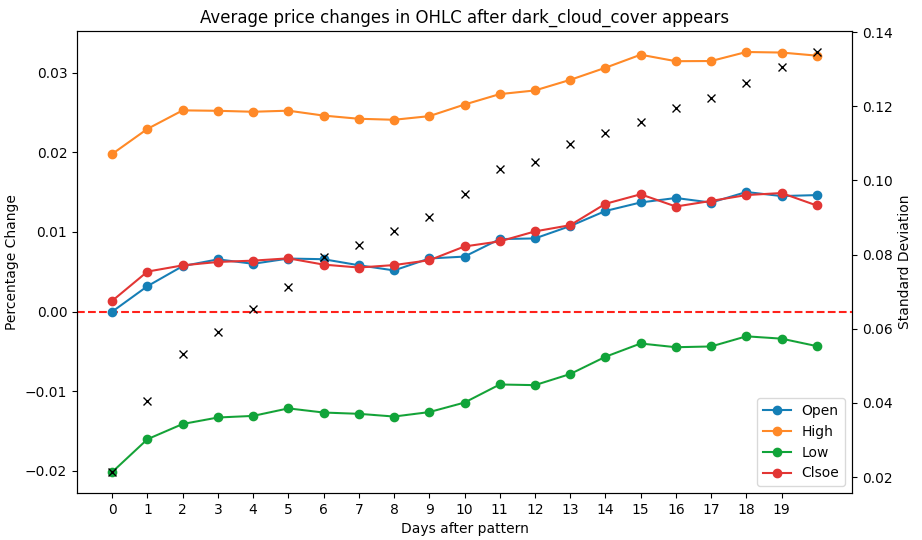 Average price changes in OHLC after dark_cloud_cover appears
Percentage Change
0.03
0.02
0.01
0.00
−0.01
−0.02
0.14
0.12
0.10
0.08
0.06
0.04
0.02
Standard Deviation
Open
High
Low
Clsoe
0 1 2 3 4 5 6 7 8 9 10 11 12 13 14 15 16 17 18 19
Days after pattern